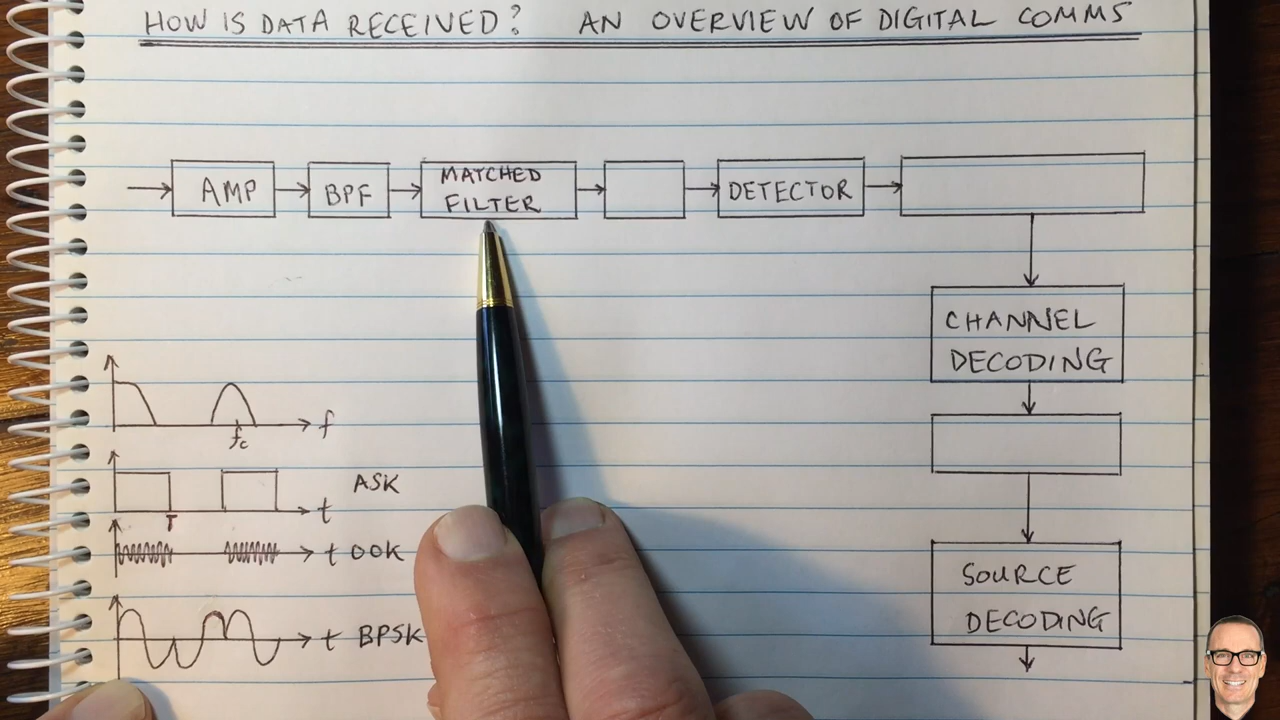 HOW IS DATA RECEIVED? AN OVERVIEW OF DIGITAL COMMS
AMP
BPF
MATCHED
FILTER
DETECTOR
CHANNEL
DECODING
SOURCE
DECODING
f
fc
ASK
t
T
t OOK
t BPSK